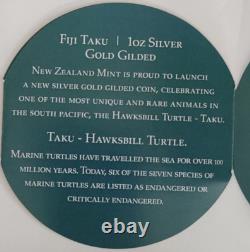 Fiji Taku | 1oz Silver
Gold Gilded
New Zealand Mint is proud to launch
a new silver gold gilded coin, celebrating
one of the most unique and rare animals in
the South Pacific, the Hawksbill Turtle - Taku.
Taku - Hawksbill Turtle.
Marine turtles have travelled the sea for over 100
million years. Today, six of the seven species of
marine turtles are listed as endangered or
critically endangered.